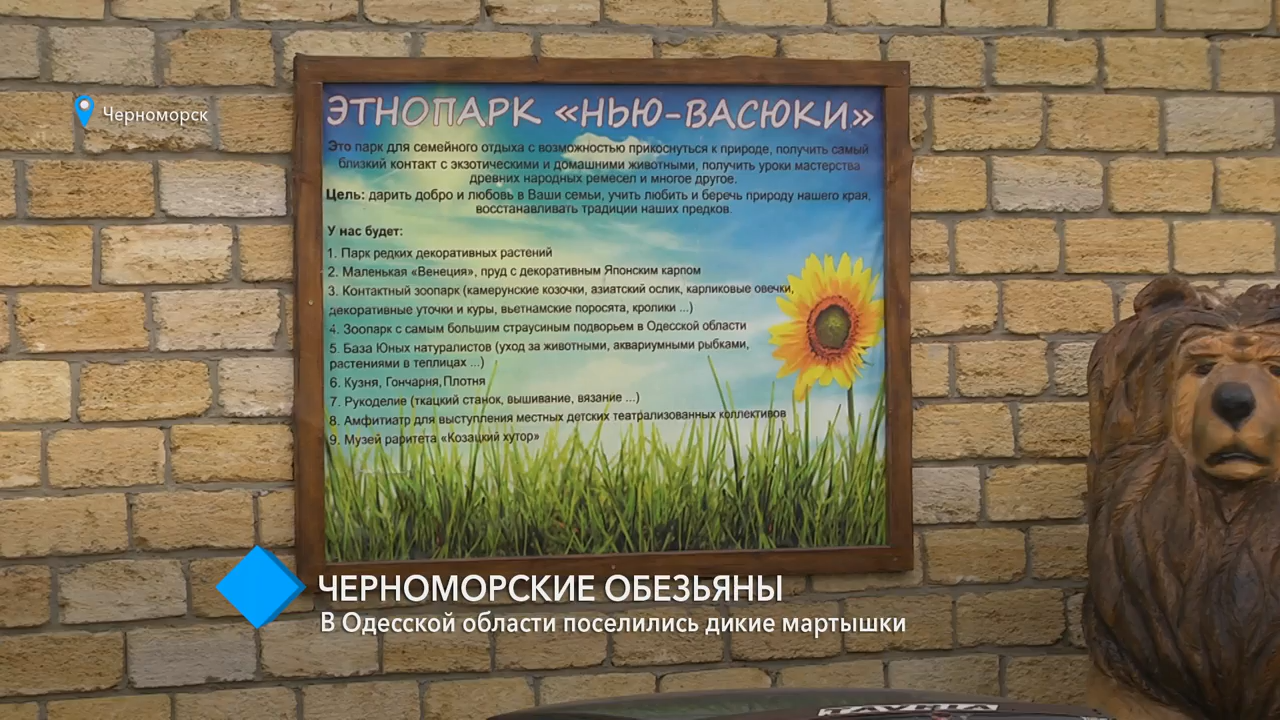 Черноморск
ЭТНОПАРК «НЬЮ-ВАСЮКИ»
Это парк для семейного отдыха с возможностью прикоснуться к природе, получить самый
близкий контакт с экзотическими и домашними животными, получить уроки мастерства
древних народных ремесел и многое другое.
Цель: дарить добро и любовь в Ваши семьи, учить любить и беречь природу нашего края,
восстанавливать традиции наших предков.
У нас будет:
1. Парк редких декоративных растений
2. Маленькая «Венеция», пруд с декоративным Японским карпом
3. Контактный зоопарк (камерунские козочки, азиатский ослик, карликовые овечки,
декоративные уточки и куры, вьетнамские поросята, кролики ...)
4. Зоопарк с самым большим страусиным подворьем в Одесской области
5. База Юных натуралистов (уход за животными, аквариумными рыбками,
растениями в теплицах ...)
6. Кузня, Гончарня,Плотня
7. Рукоделие (ткацкий станок, вышивание, вязание ...)
8. Амфитиатр для выступления местных детских театрализованных коллективов
9. Музей раритета «Козацкий хутор»
ЧЕРНОМОРСКИЕ ОБЕЗЬЯНЫ
В Одесской области поселились дикие мартышки